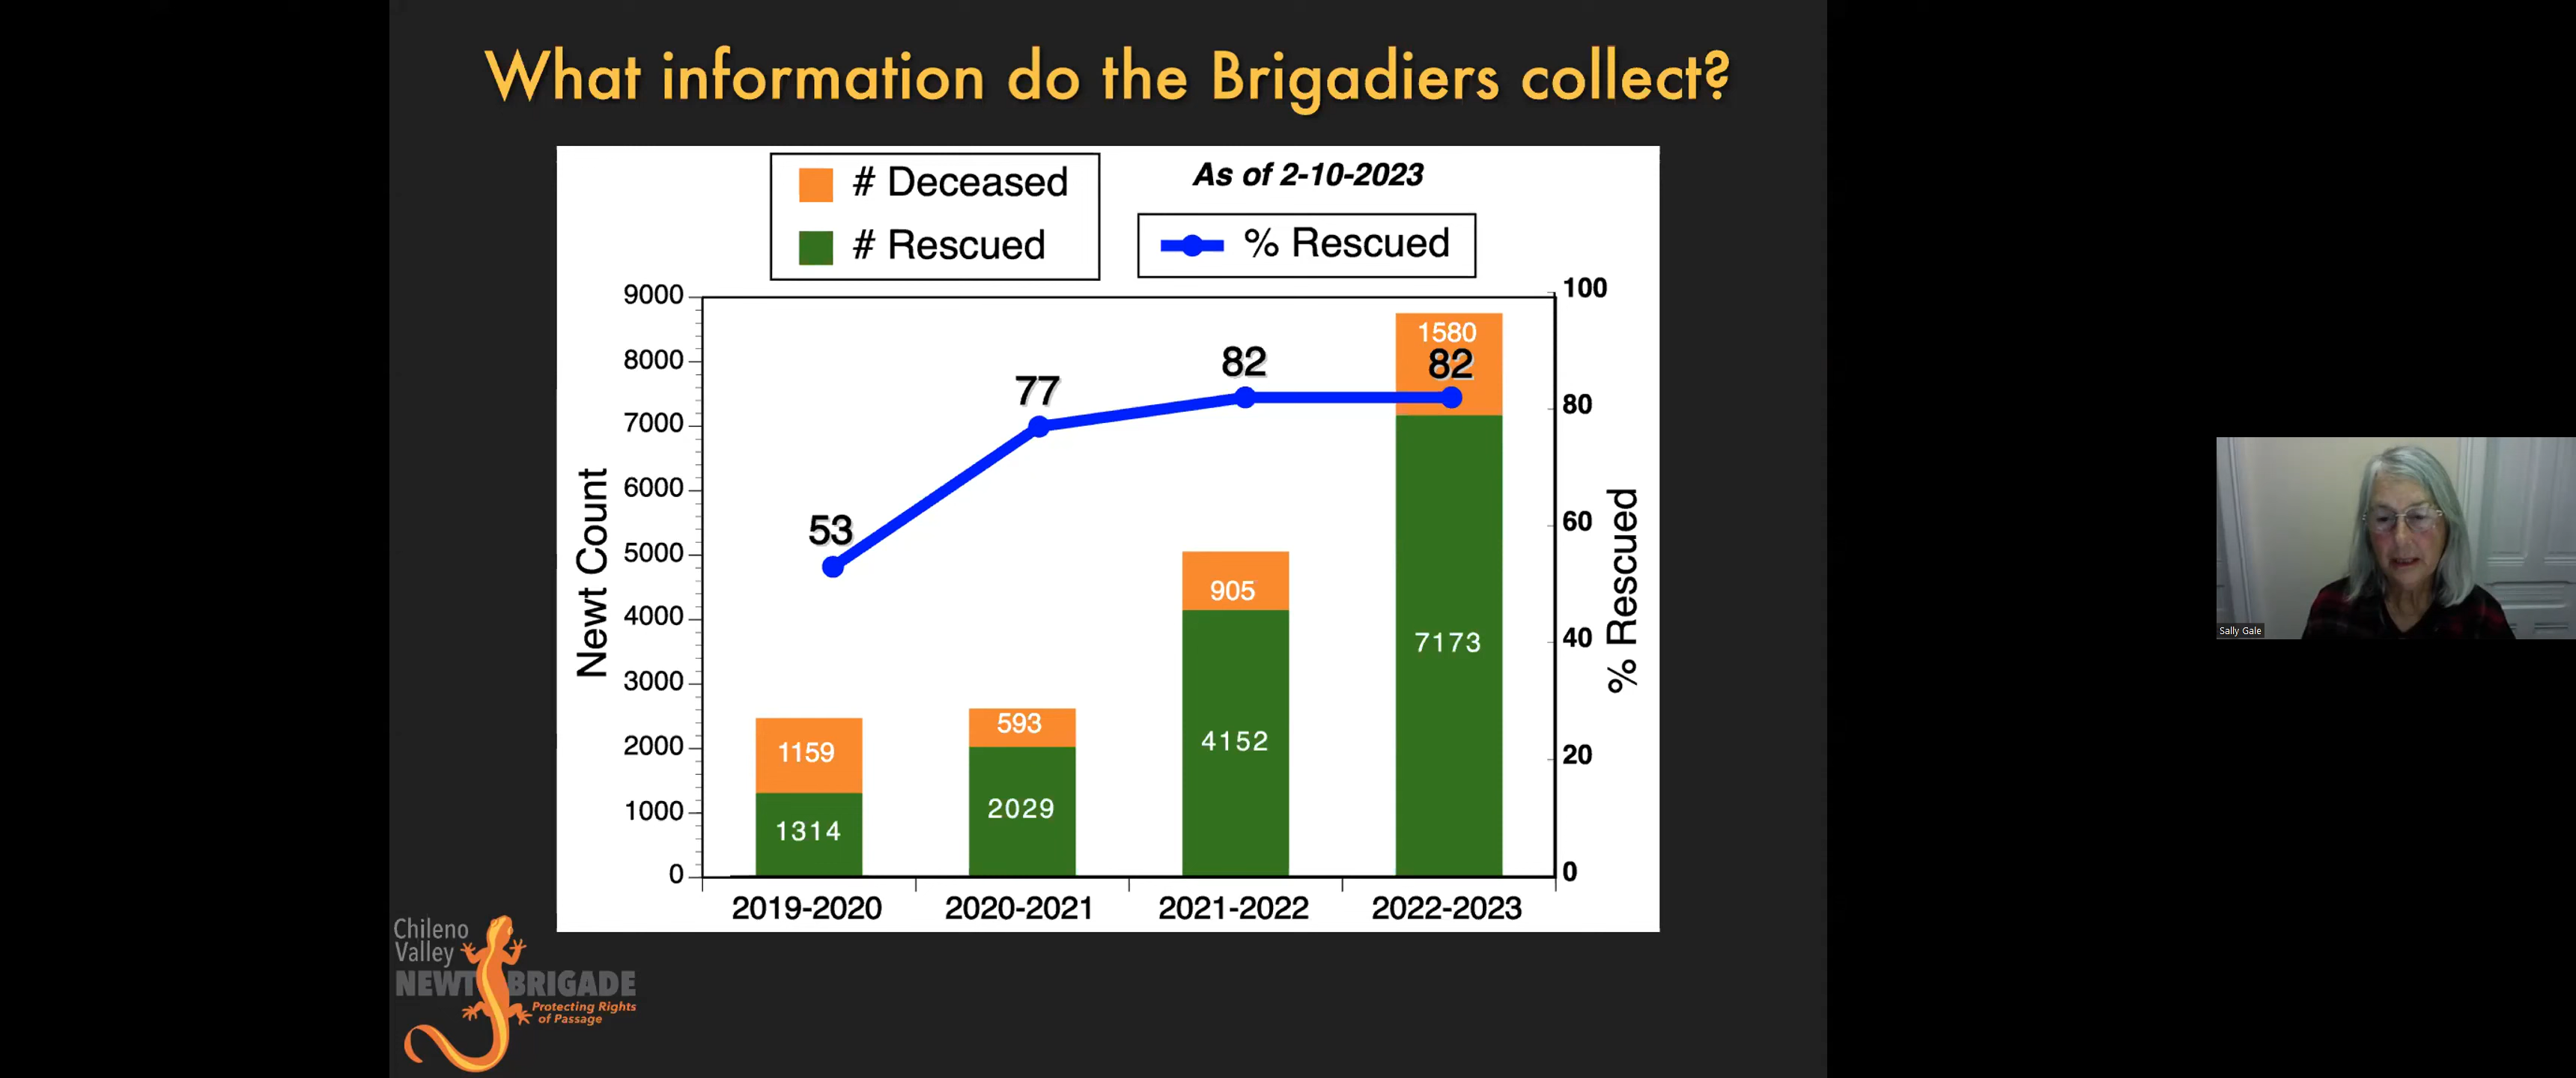 What information do the Brigadiers collect?
# Deceased
# Rescued
As of 2-10-2023
% Rescued
9000
8000
7000
6000
5000
4000
3000
2000
1000
0
Newt Count
53
77
82
82
1159
1314
593
2029
905
4152
1580
7173
100
80
60
40
20
0
% Rescued
2019-2020
2020-2021
2021-2022
2022-2023
Chileno
Valley
NEWT BRIGADE
Protecting Rights
of Passage
Sally Gale